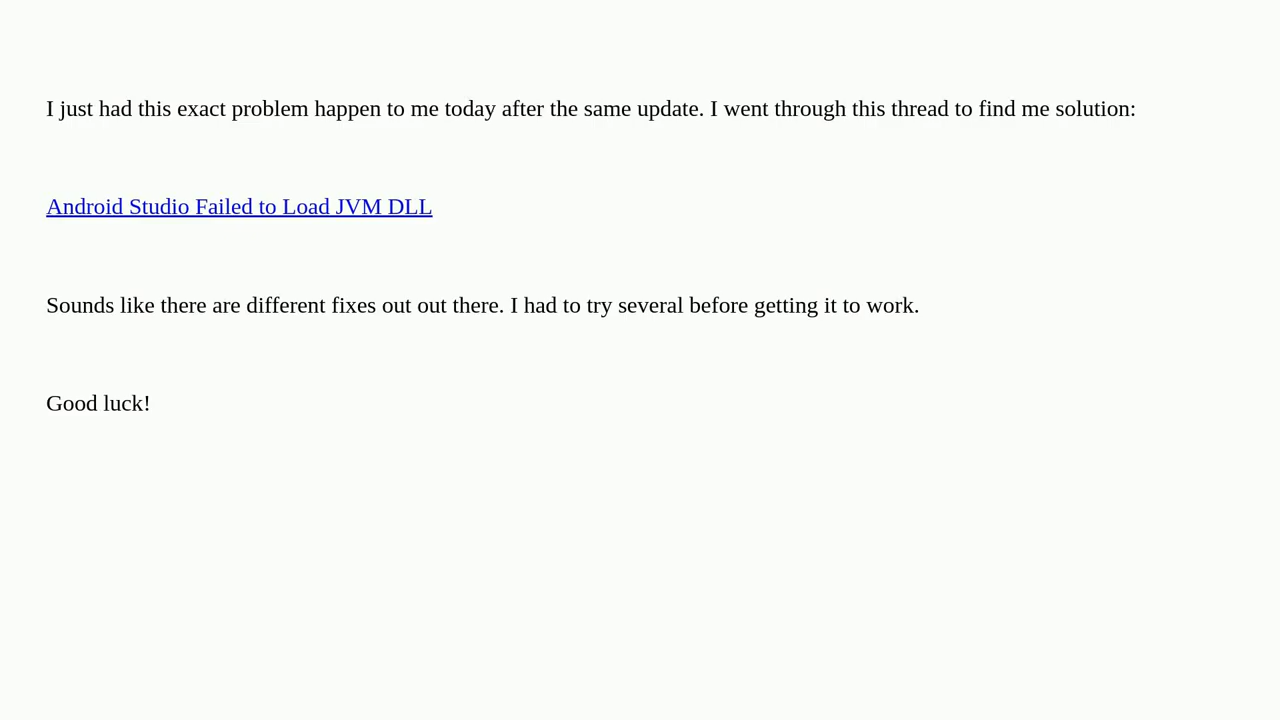 I just had this exact problem happen to me today after the same update. I went through this thread to find me solution:
Android Studio Failed to Load JVM DLL
Sounds like there are different fixes out out there. I had to try several before getting it to work.
Good luck!